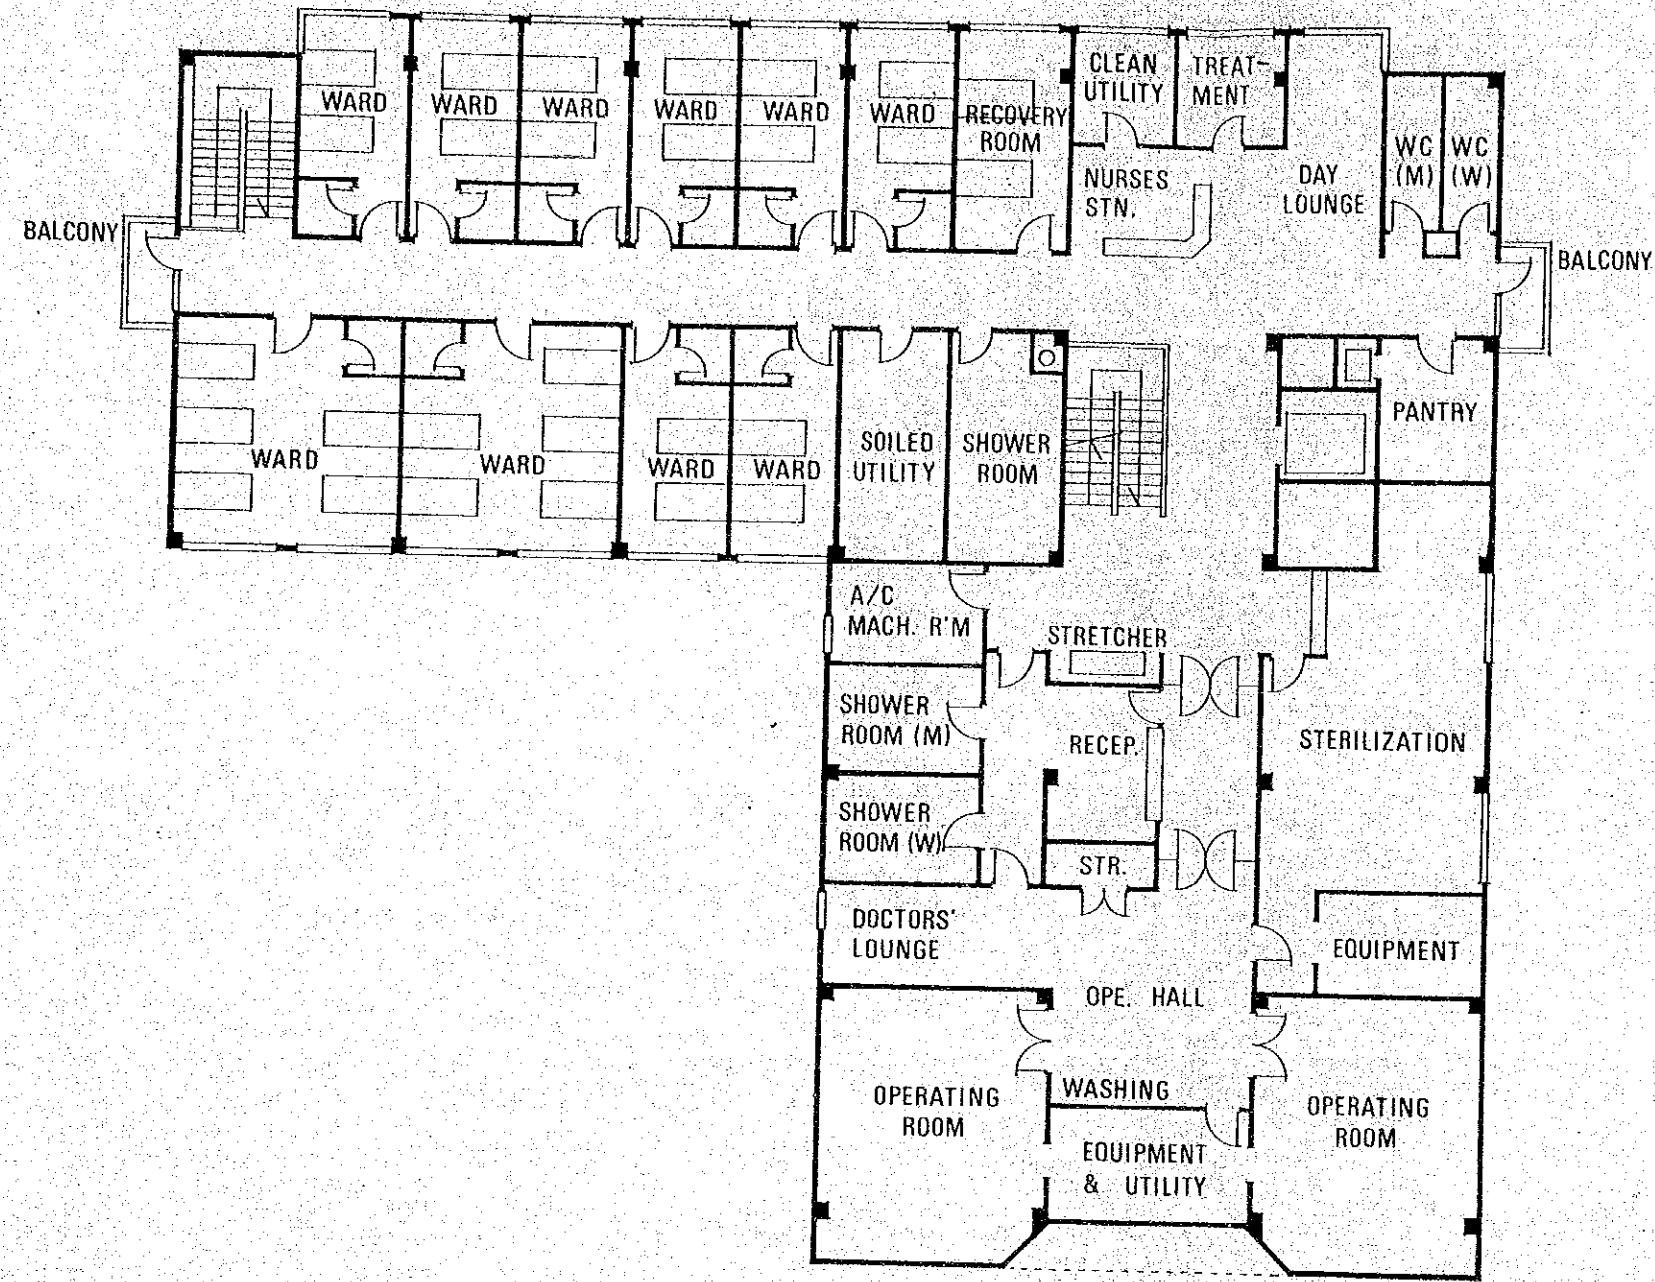 WARD
WARD
WARD
WARD
WARD
WARD
RECOVERY
ROOM
CLEAN
UTILITY
TREAT-
MENT
NURSES
STN.
DAY
LOUNGE
WC
(M)
WC
(W)
BALCONY
BALCONY
WARD
WARD
WARD
WARD
SOILED
UTILITY
SHOWER
ROOM
PANTRY
A/C
MACH. R'M
STRETCHER
SHOWER
ROOM (M)
RECEP.
STERILIZATION
SHOWER
ROOM (W)
STR.
DOCTORS'
LOUNGE
EQUIPMENT
OPE. HALL
OPERATING
ROOM
WASHING
OPERATING
ROOM
EQUIPMENT
& UTILITY